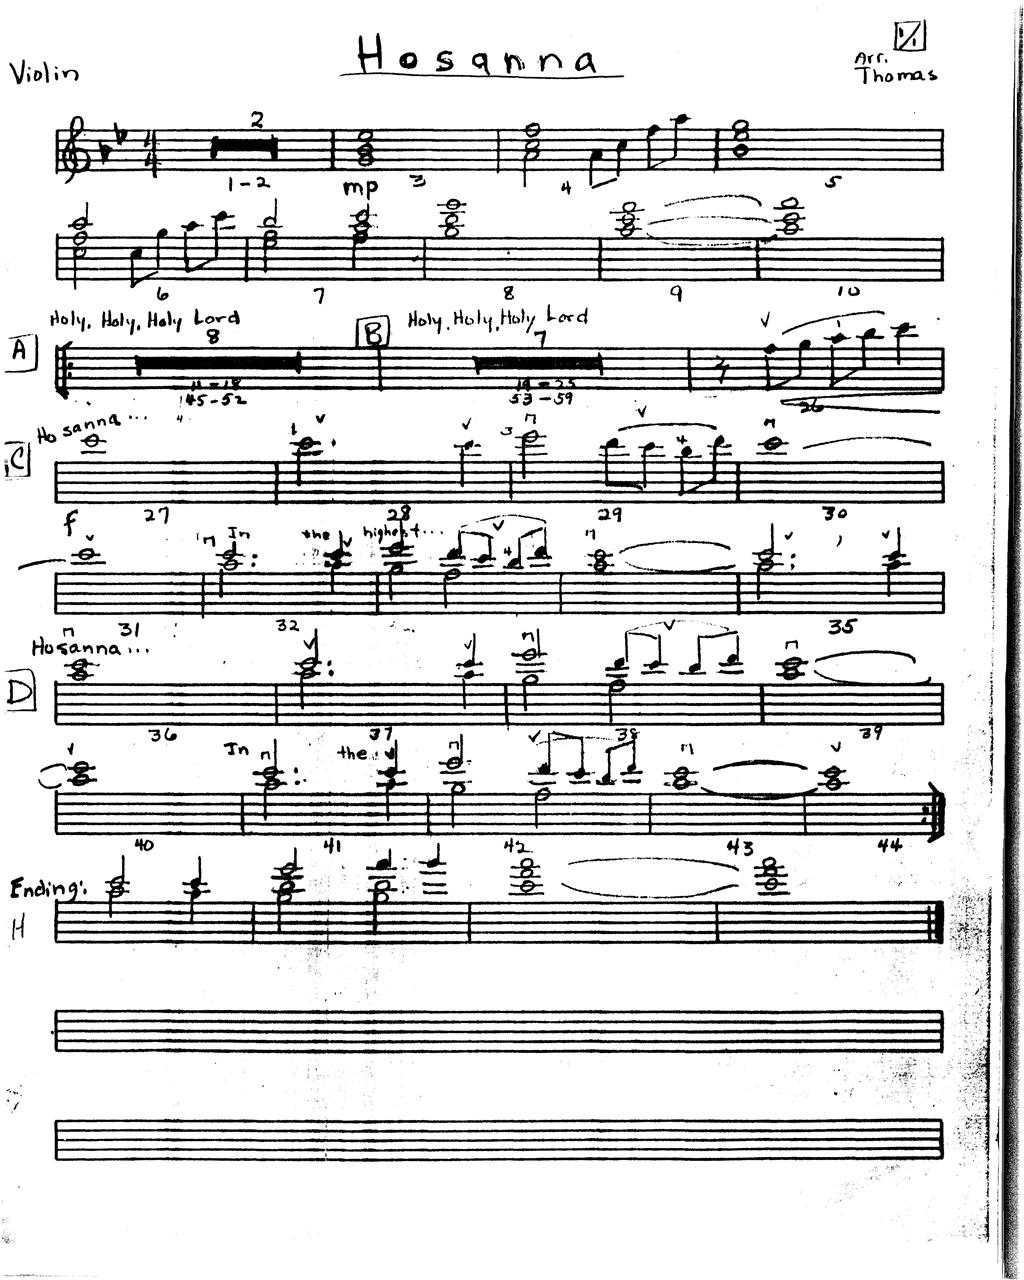 1/1
Hosanna
Violin
Arr.
Thomas
2
1-2 mp 3 4 5
6 7 8 9 10
Holy, Holy, Holy Lord Holy, Holy, Holy Lord
A 8 B 7
11-18 19-25 26
45-52 53-59
Hosanna...
C
f 27 28 29 30
In the highest...
31 32 35
Hosanna...
D
36 37 38 39
In the
40 41 42 43 44
Ending:
H